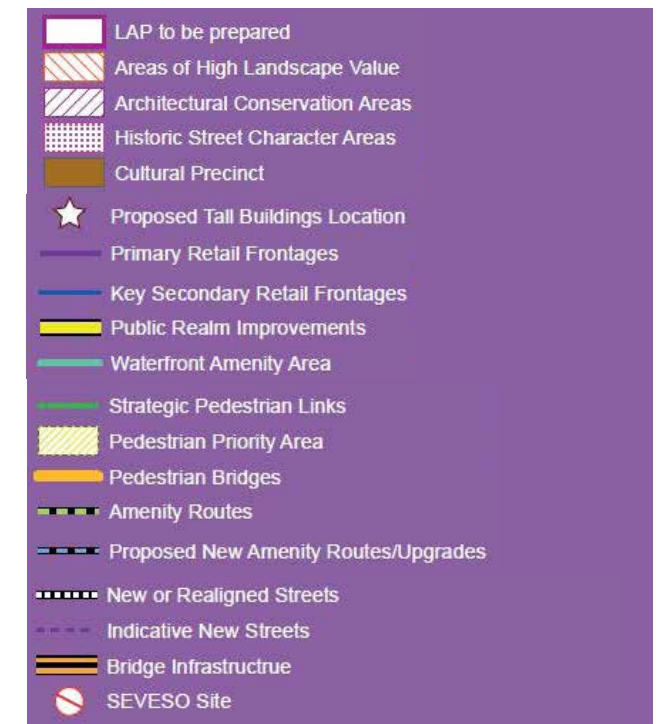 LAP to be prepared
Areas of High Landscape Value
Architectural Conservation Areas
Historic Street Character Areas
Cultural Precinct
Proposed Tall Buildings Location
Primary Retail Frontages
Key Secondary Retail Frontages
Public Realm Improvements
Waterfront Amenity Area
Strategic Pedestrian Links
Pedestrian Priority Area
Pedestrian Bridges
Amenity Routes
Proposed New Amenity Routes/Upgrades
New or Realigned Streets
Indicative New Streets
Bridge Infrastructrue
SEVESO Site